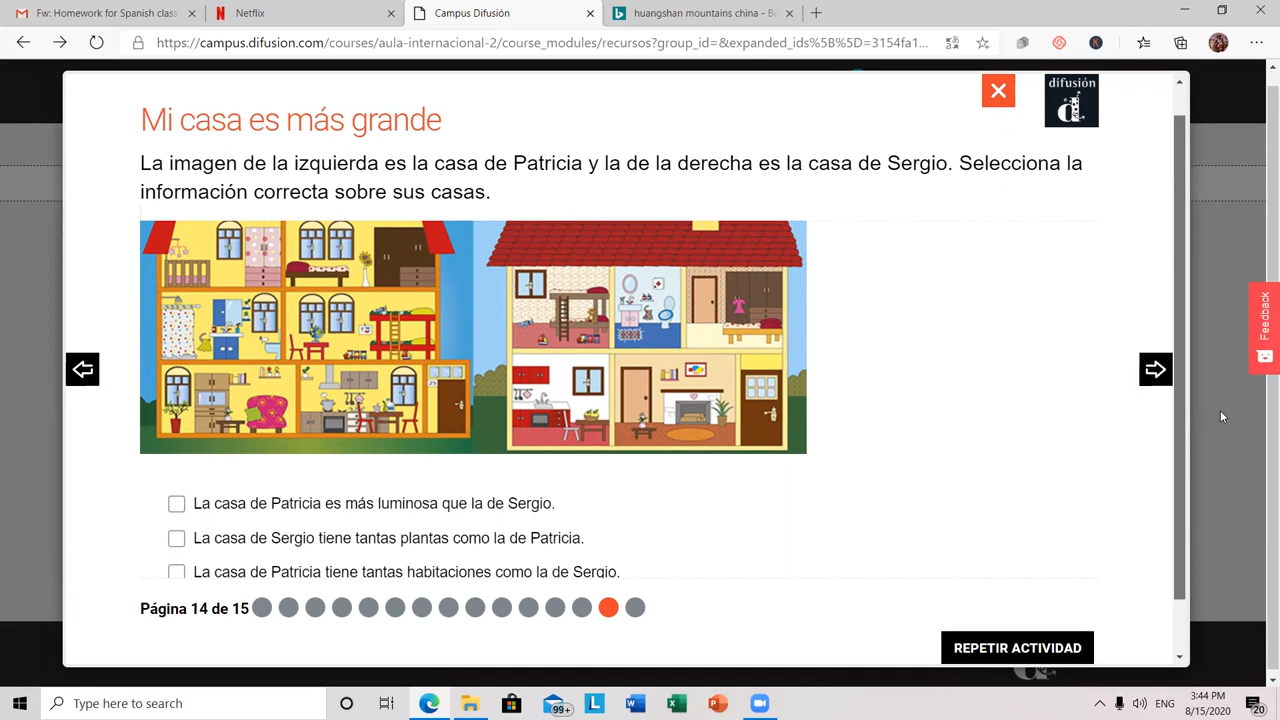 Fw: Homework for Spanish class,
Netflix
Campus Difusión
huangshan mountains china - Bi
https://campus.difusion.com/courses/aula-internacional-2/course_modules/recursos?group_id=&expanded_ids%5B%5D=3154fa1...
difusión
d
Mi casa es más grande
La imagen de la izquierda es la casa de Patricia y la de la derecha es la casa de Sergio. Selecciona la
información correcta sobre sus casas.
25
Feedback
La casa de Patricia es más luminosa que la de Sergio.
La casa de Sergio tiene tantas plantas como la de Patricia.
La casa de Patricia tiene tantas habitaciones como la de Sergio.
Página 14 de 15
REPETIR ACTIVIDAD
Type here to search
99+
ENG
3:44 PM
8/15/2020
20